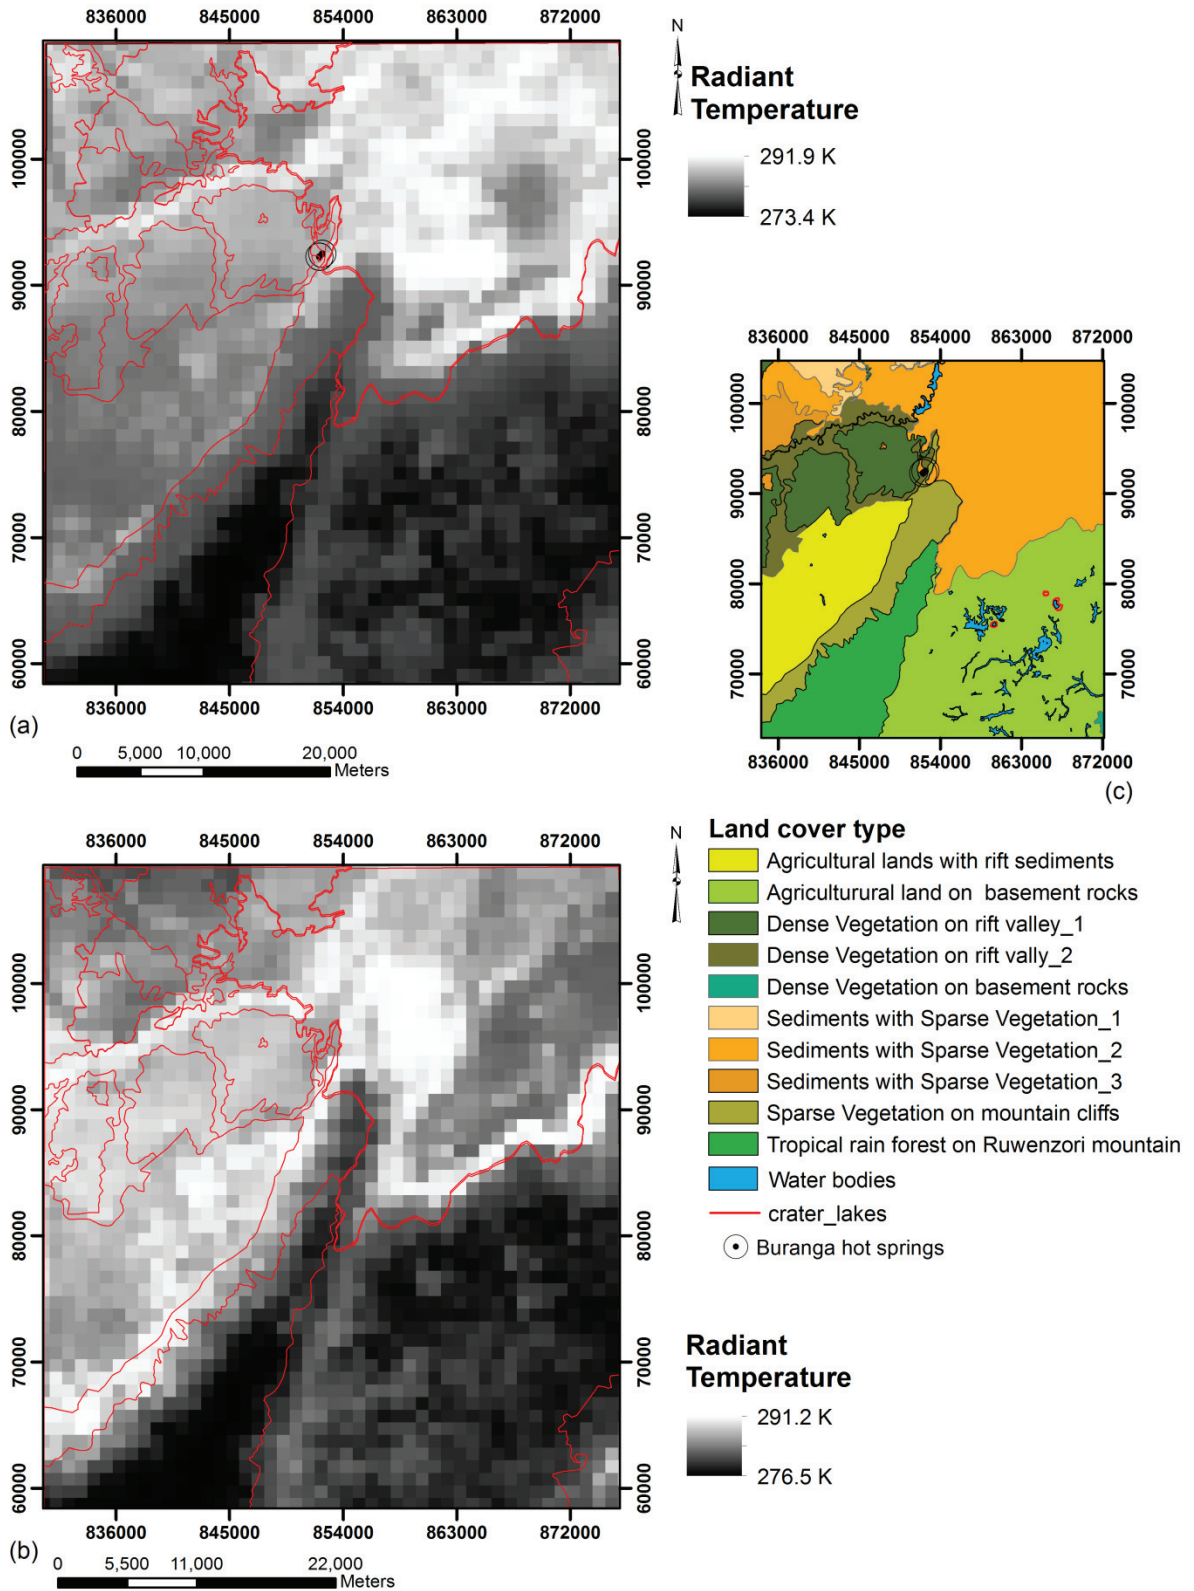 836000 845000 854000 863000 872000
100000
90000
80000
70000
60000
100000
90000
80000
70000
60000
836000 845000 854000 863000 872000
(a)
0 5,000 10,000 20,000
Meters
N
Radiant
Temperature
291.9 K
273.4 K
836000 845000 854000 863000 872000
100000
90000
80000
70000
100000
90000
80000
70000
836000 845000 854000 863000 872000
(c)
836000 845000 854000 863000 872000
100000
90000
80000
70000
60000
100000
90000
80000
70000
60000
836000 845000 854000 863000 872000
(b)
0 5,500 11,000 22,000
Meters
N
Land cover type
Agricultural lands with rift sediments
Agriculturural land on basement rocks
Dense Vegetation on rift valley_1
Dense Vegetation on rift vally_2
Dense Vegetation on basement rocks
Sediments with Sparse Vegetation_1
Sediments with Sparse Vegetation_2
Sediments with Sparse Vegetation_3
Sparse Vegetation on mountain cliffs
Tropical rain forest on Ruwenzori mountain
Water bodies
crater_lakes
Buranga hot springs
Radiant
Temperature
291.2 K
276.5 K